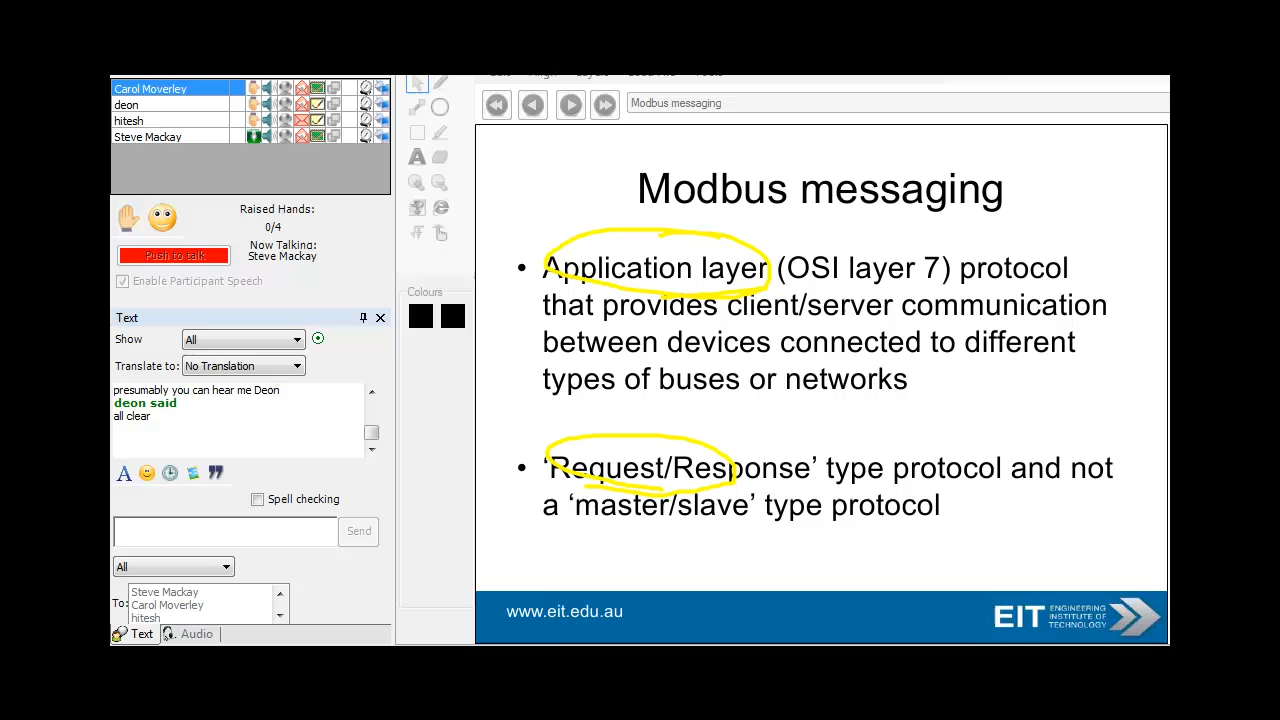 Carol Moverley
deon
hitesh
Steve Mackay
Raised Hands:
0/4
Now Talking:
Steve Mackay
Push to talk
Enable Participant Speech
Text
Show
All
Translate to:
No Translation
presumably you can hear me Deon
deon said
all clear
Spell checking
Send
All
To:
Steve Mackay
Carol Moverley
hitesh
Text
Audio
Colours
Modbus messaging
Modbus messaging
• Application layer (OSI layer 7) protocol
that provides client/server communication
between devices connected to different
types of buses or networks
• ‘Request/Response’ type protocol and not
a ‘master/slave’ type protocol
www.eit.edu.au
EIT
ENGINEERING
INSTITUTE OF
TECHNOLOGY